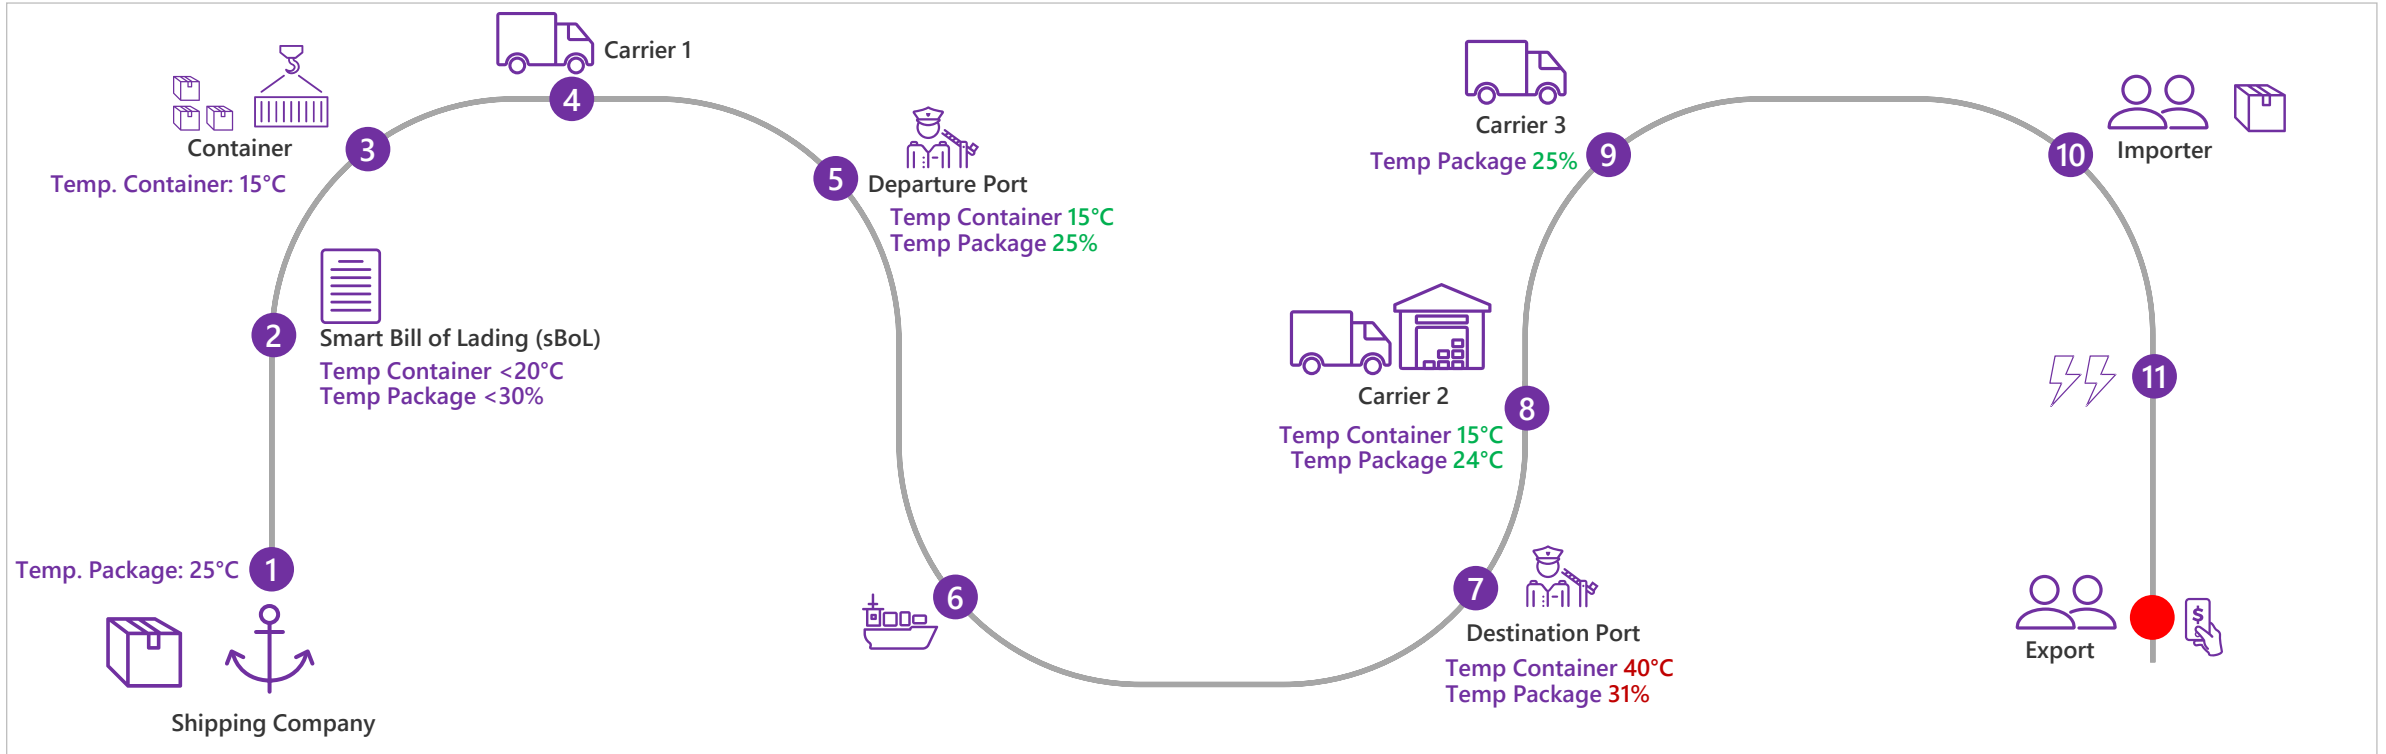 1
Temp. Package: 25°C
Shipping Company
2
Smart Bill of Lading (sBoL)
Temp Container <20°C
Temp Package <30%
3
Container
Temp. Container: 15°C
4
Carrier 1
5
Departure Port
Temp Container 15°C
Temp Package 25%
6
7
Destination Port
Temp Container 40°C
Temp Package 31%
8
Carrier 2
Temp Container 15°C
Temp Package 24°C
9
Carrier 3
Temp Package 25%
10
Importer
11
Export
$